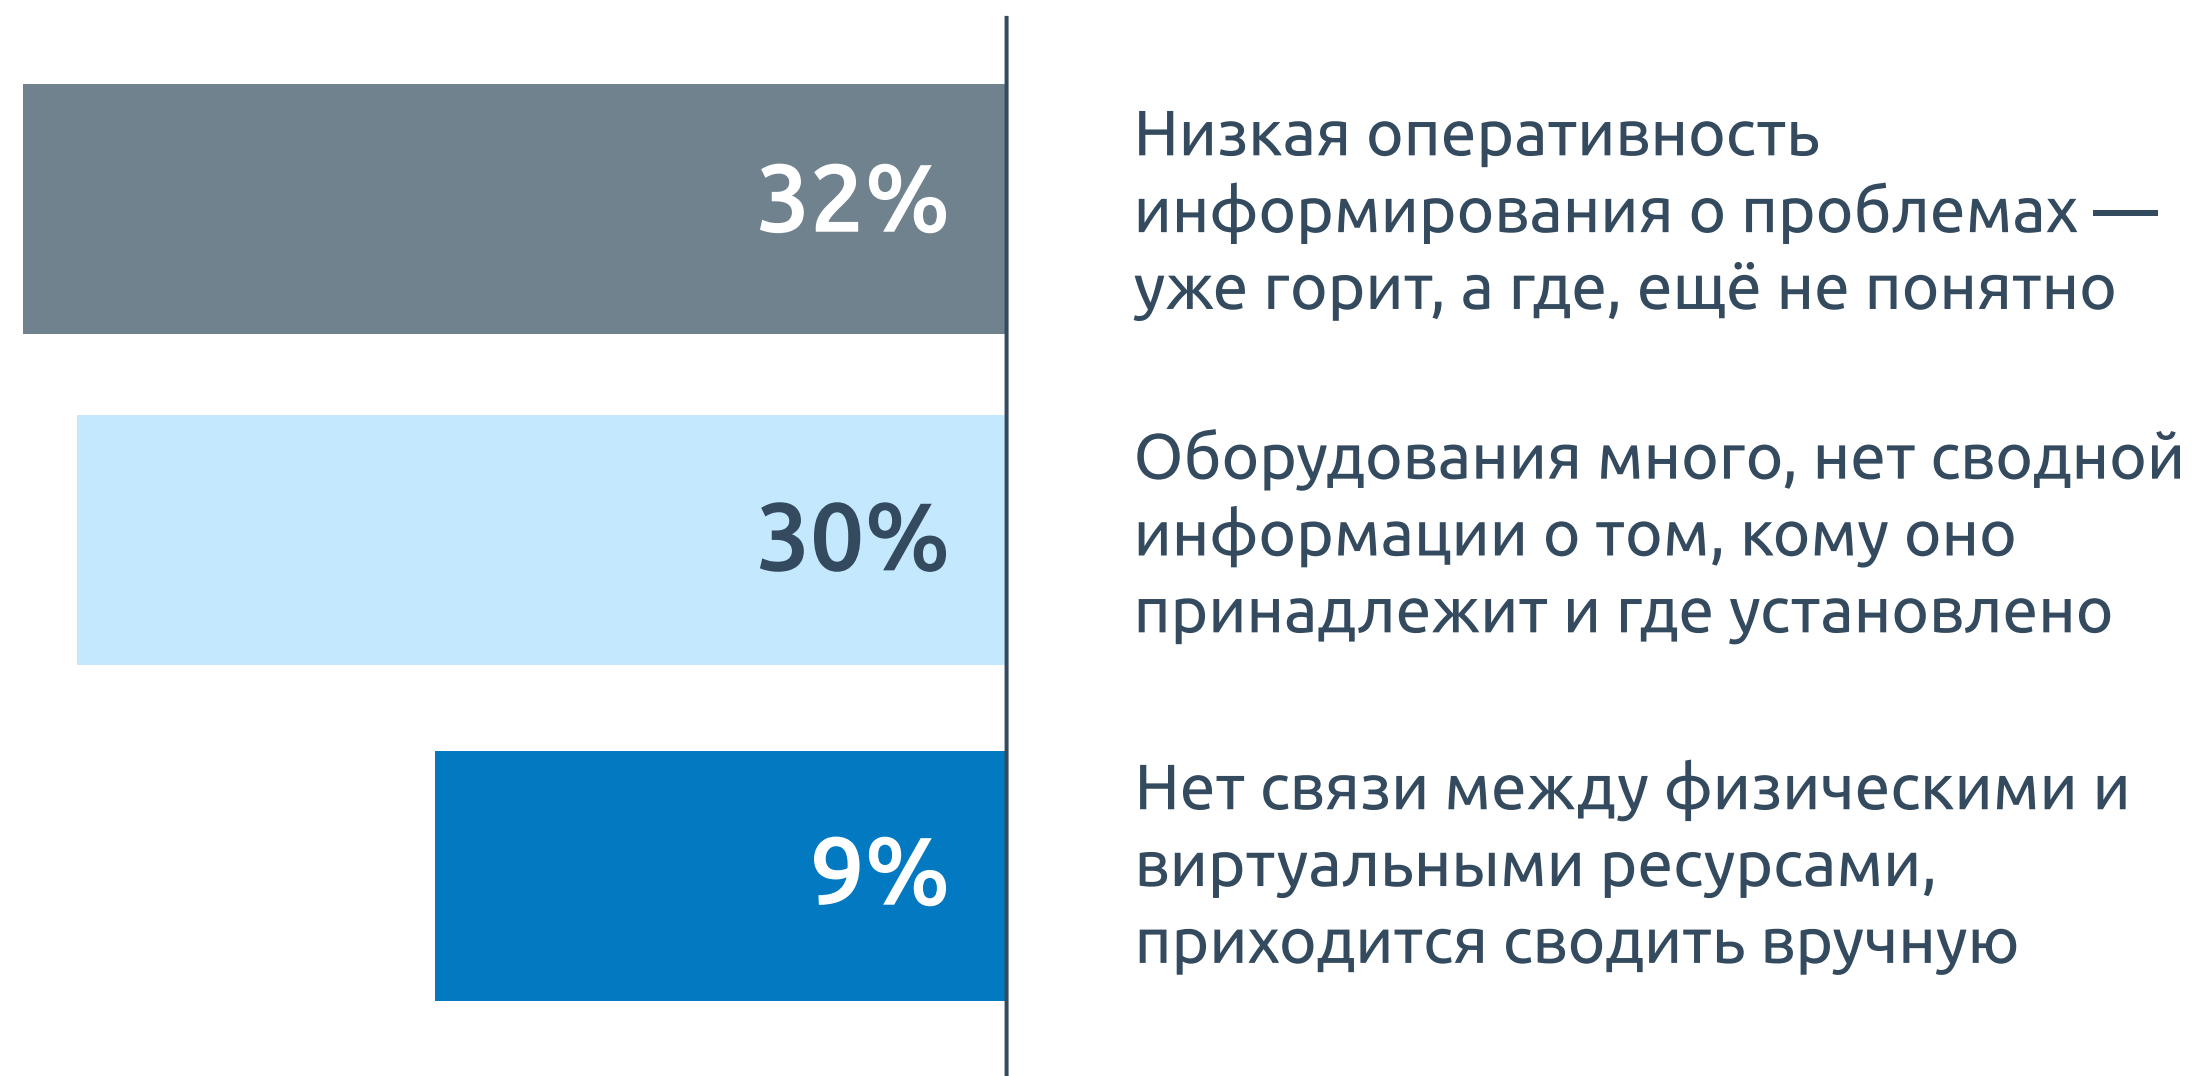 32%
Низкая оперативность
информирования о проблемах —
уже горит, а где, ещё не понятно
30%
Оборудования много, нет сводной
информации о том, кому оно
принадлежит и где установлено
9%
Нет связи между физическими и
виртуальными ресурсами,
приходится сводить вручную